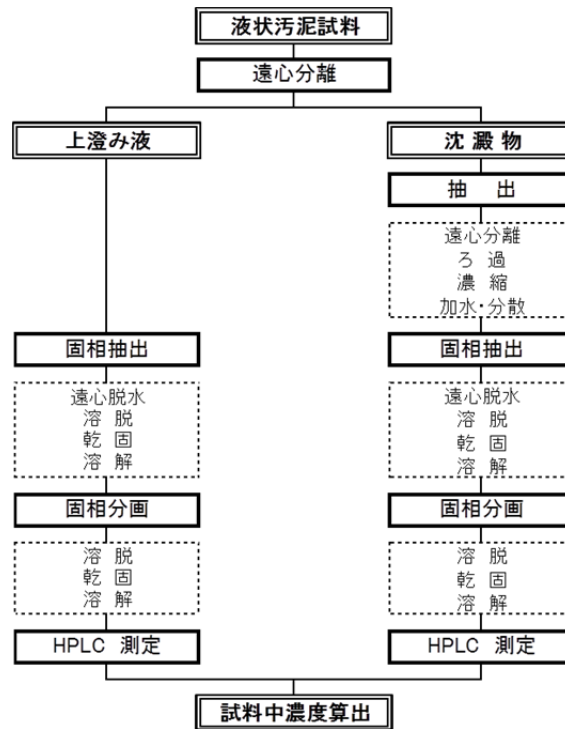 液状汚泥試料
遠心分離
上澄み液
固相抽出
遠心脱水
溶 脱
乾 固
溶 解
固相分画
溶 脱
乾 固
溶 解
HPLC 測定
沈 澱 物
抽 出
遠心分離
ろ 過
濃 縮
加水・分散
固相抽出
遠心脱水
溶 脱
乾 固
溶 解
固相分画
溶 脱
乾 固
溶 解
HPLC 測定
試料中濃度算出